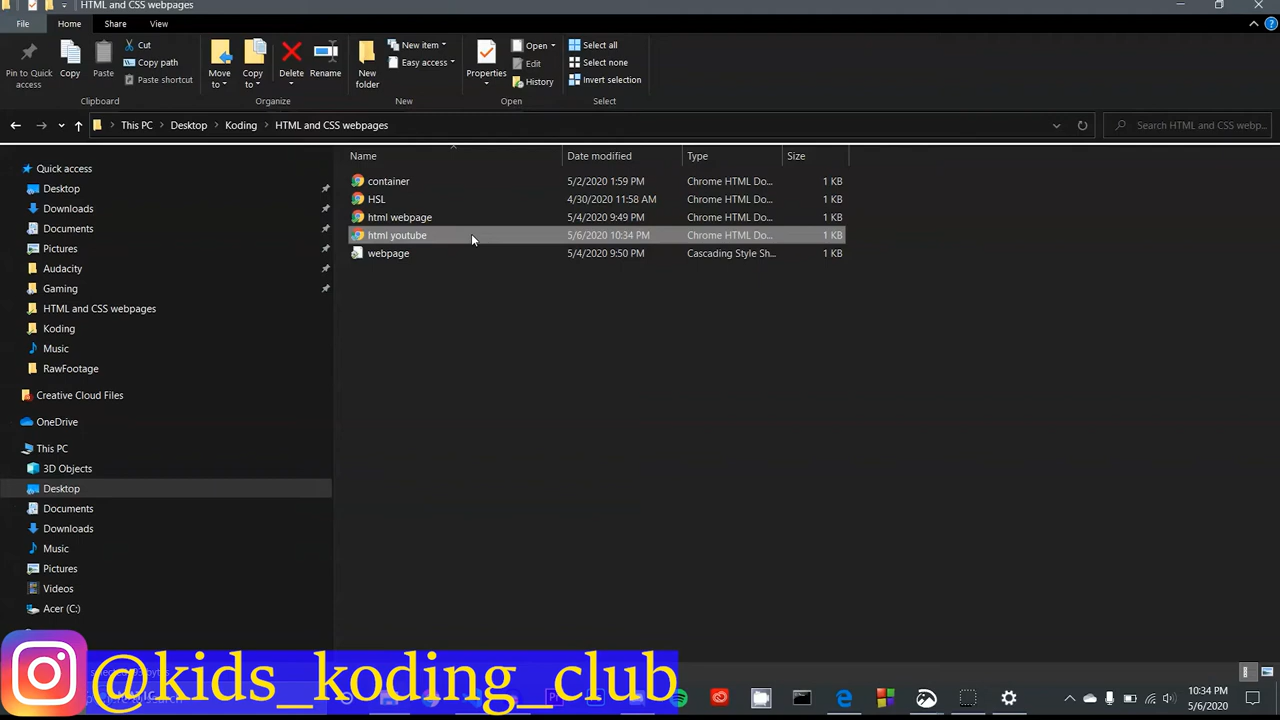 HTML and CSS webpages
File Home Share View
Pin to Quick access
Copy
Paste
Cut
Copy path
Paste shortcut
Clipboard
Move to
Copy to
Delete
Rename
Organize
New folder
New item
Easy access
New
Properties
Open
Edit
History
Open
Select all
Select none
Invert selection
Select
This PC Desktop Koding HTML and CSS webpages
Search HTML and CSS webp...
Name Date modified Type Size
container 5/2/2020 1:59 PM Chrome HTML Do... 1 KB
HSL 4/30/2020 11:58 AM Chrome HTML Do... 1 KB
html webpage 5/4/2020 9:49 PM Chrome HTML Do... 1 KB
html youtube 5/6/2020 10:34 PM Chrome HTML Do... 1 KB
webpage 5/4/2020 9:50 PM Cascading Style Sh... 1 KB
Quick access
Desktop
Downloads
Documents
Pictures
Audacity
Gaming
HTML and CSS webpages
Koding
Music
RawFootage
Creative Cloud Files
OneDrive
This PC
3D Objects
Desktop
Documents
Downloads
Music
Pictures
Videos
Acer (C:)
@kids_koding_club
10:34 PM
5/6/2020